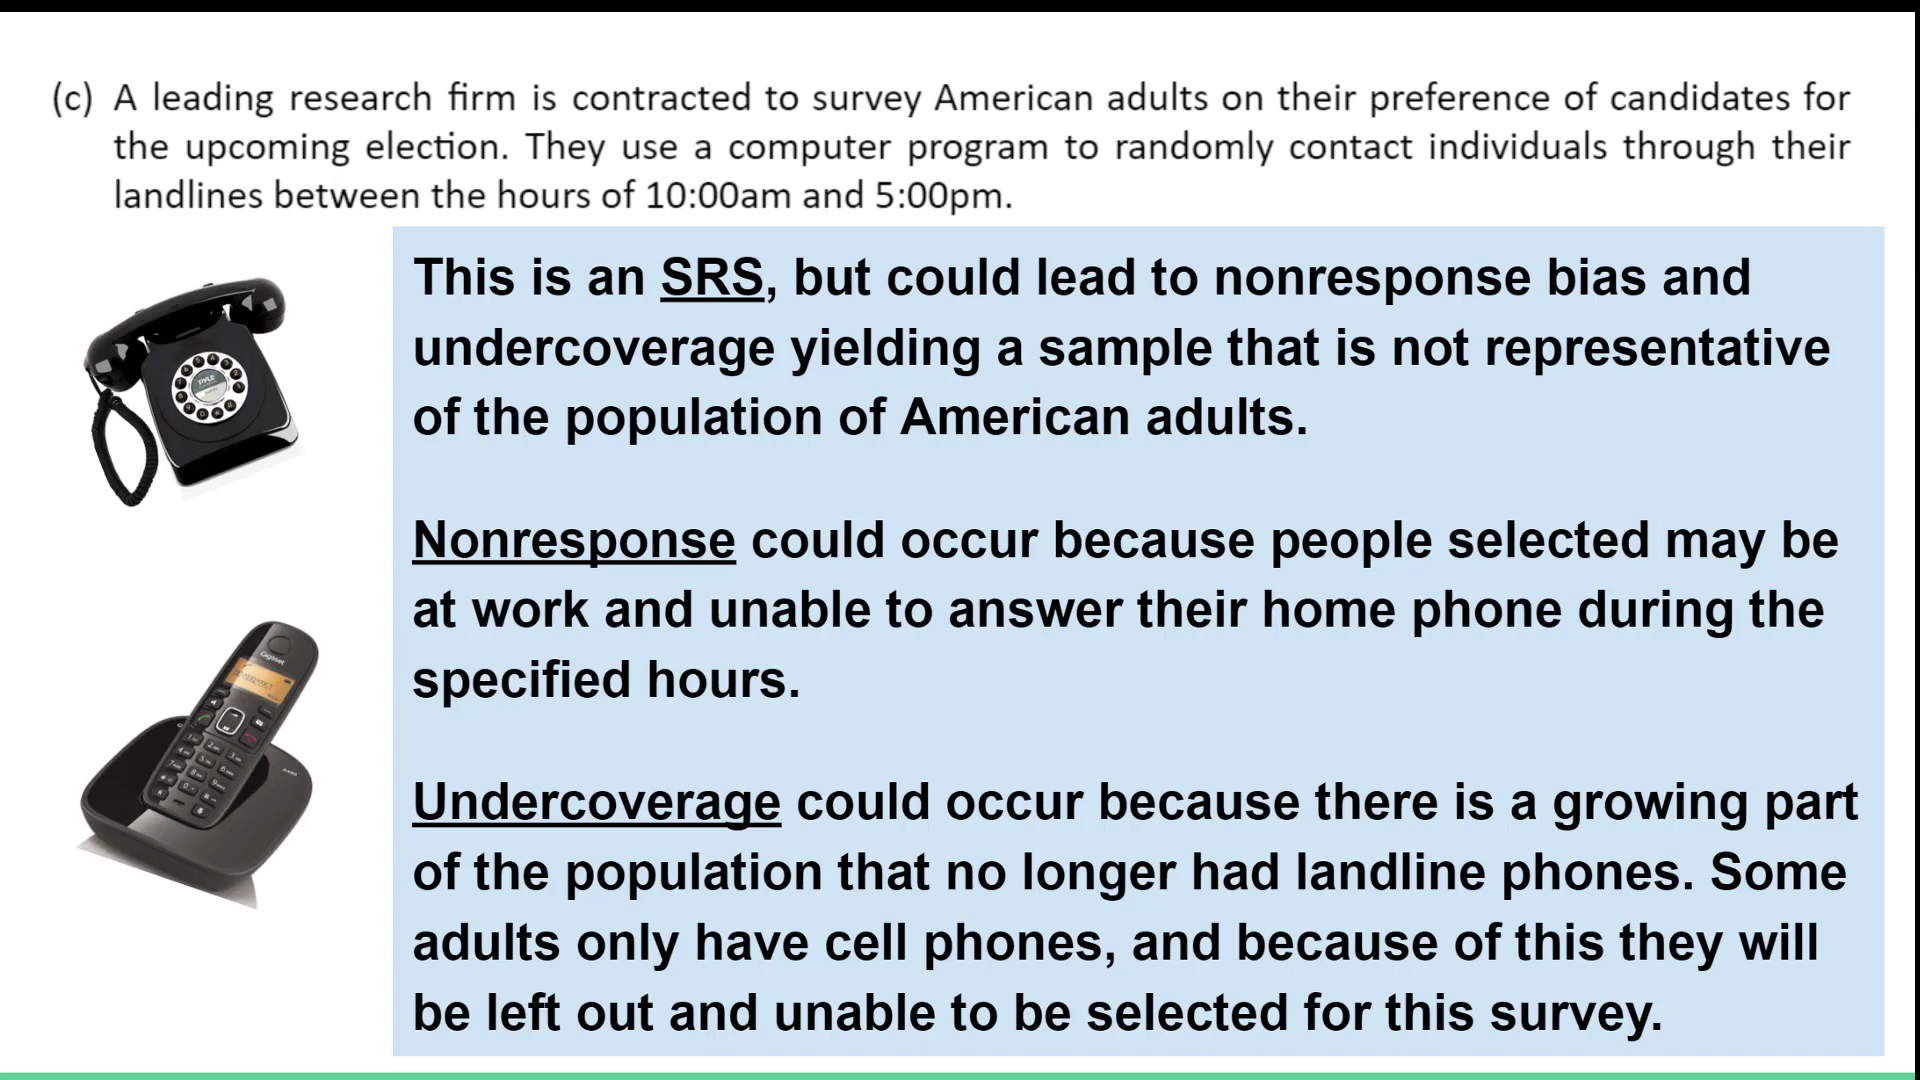 (c) A leading research firm is contracted to survey American adults on their preference of candidates for
the upcoming election. They use a computer program to randomly contact individuals through their
landlines between the hours of 10:00am and 5:00pm.
This is an SRS, but could lead to nonresponse bias and
undercoverage yielding a sample that is not representative
of the population of American adults.
Nonresponse could occur because people selected may be
at work and unable to answer their home phone during the
specified hours.
Undercoverage could occur because there is a growing part
of the population that no longer had landline phones. Some
adults only have cell phones, and because of this they will
be left out and unable to be selected for this survey.
PYLE
Gigaset